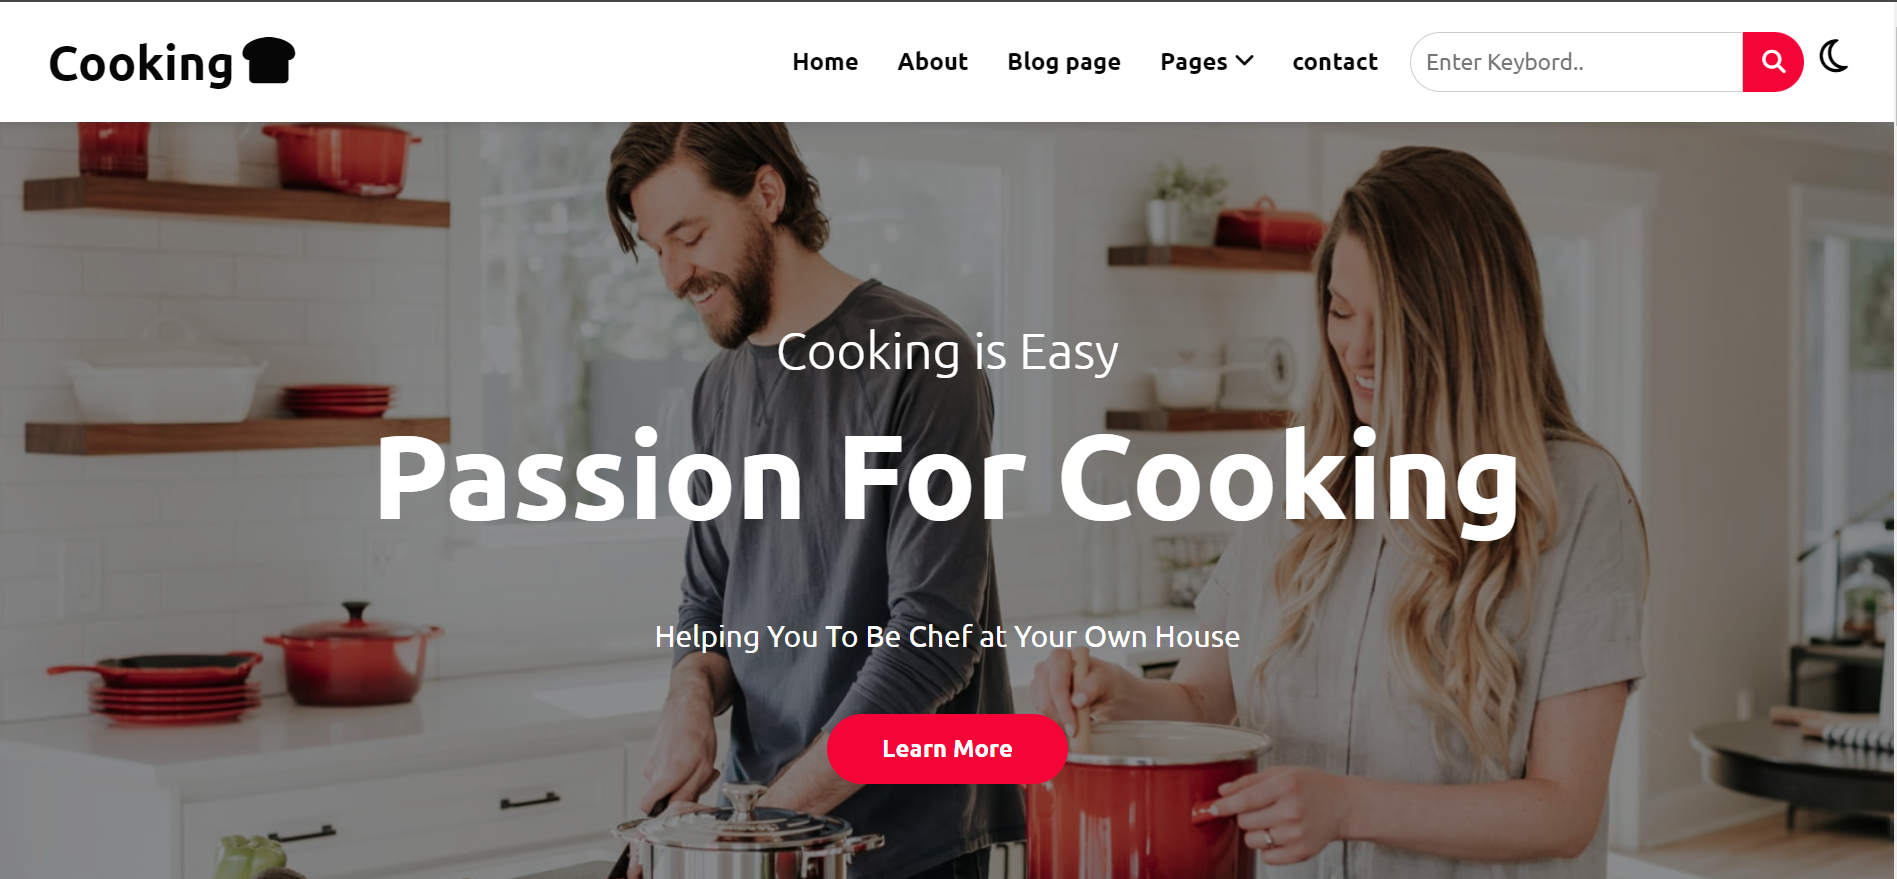 Cooking
Home About Blog page Pages contact Enter Keybord..
Cooking is Easy
Passion For Cooking
Helping You To Be Chef at Your Own House
Learn More